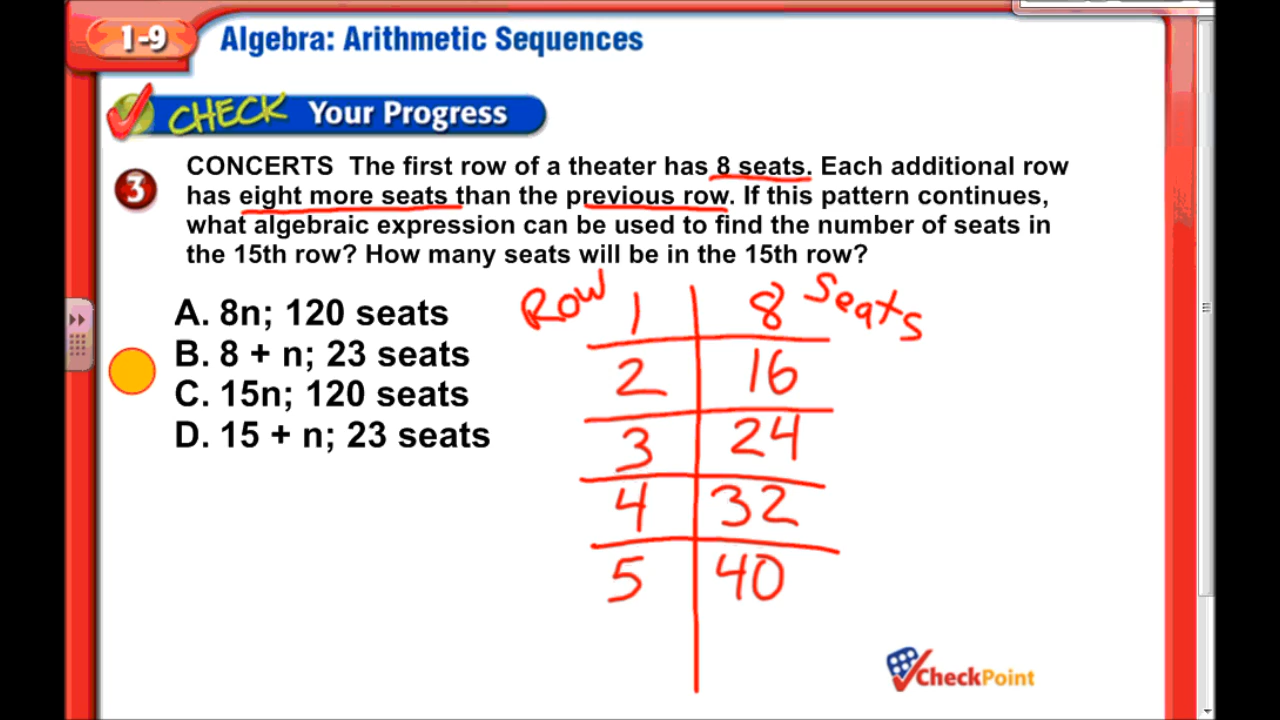 1-9 Algebra: Arithmetic Sequences
CHECK Your Progress
3 CONCERTS The first row of a theater has 8 seats. Each additional row
has eight more seats than the previous row. If this pattern continues,
what algebraic expression can be used to find the number of seats in
the 15th row? How many seats will be in the 15th row?
A. 8n; 120 seats
B. 8 + n; 23 seats
C. 15n; 120 seats
D. 15 + n; 23 seats
Row 1 8 Seats
2 16
3 24
4 32
5 40
CheckPoint